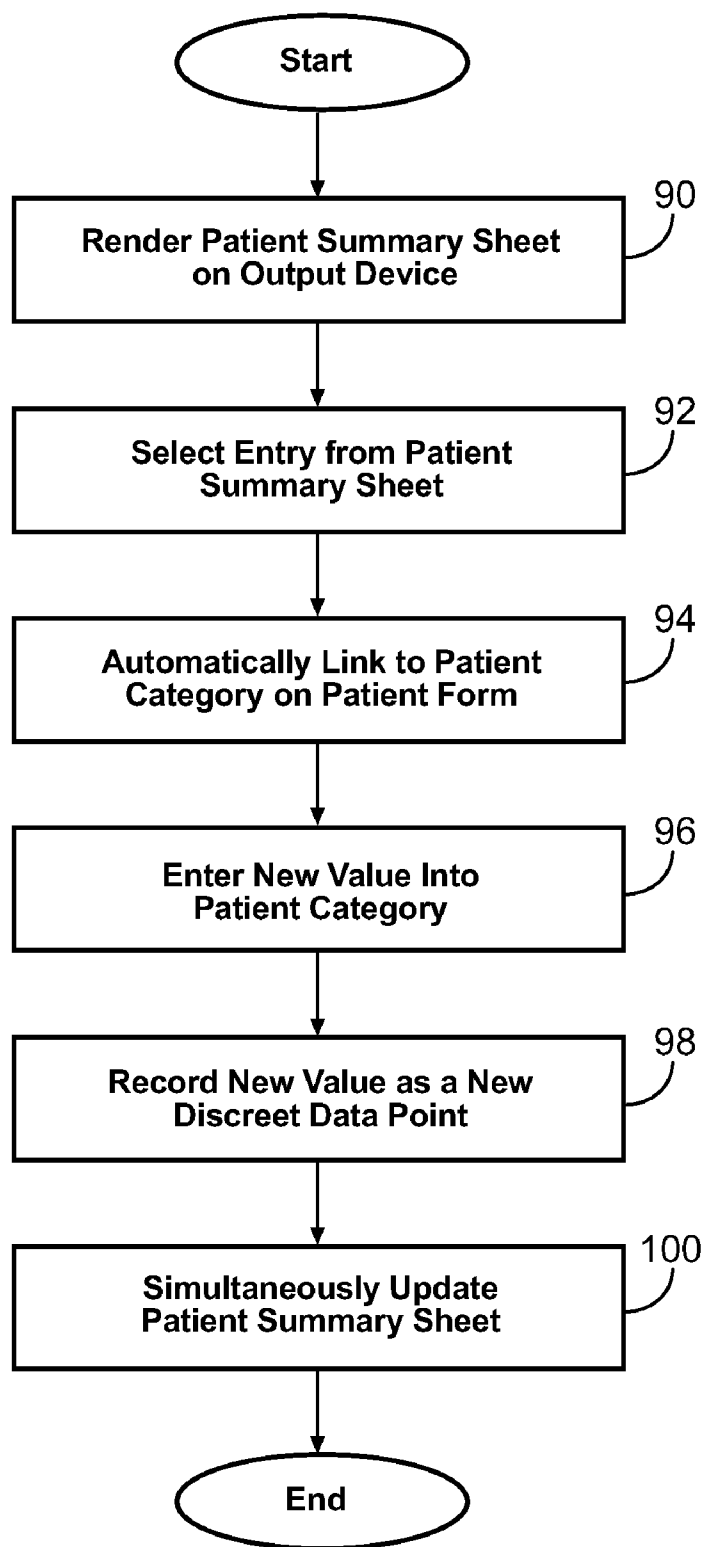 Start
90
Render Patient Summary Sheet
on Output Device
92
Select Entry from Patient
Summary Sheet
94
Automatically Link to Patient
Category on Patient Form
96
Enter New Value Into
Patient Category
98
Record New Value as a New
Discreet Data Point
100
Simultaneously Update
Patient Summary Sheet
End